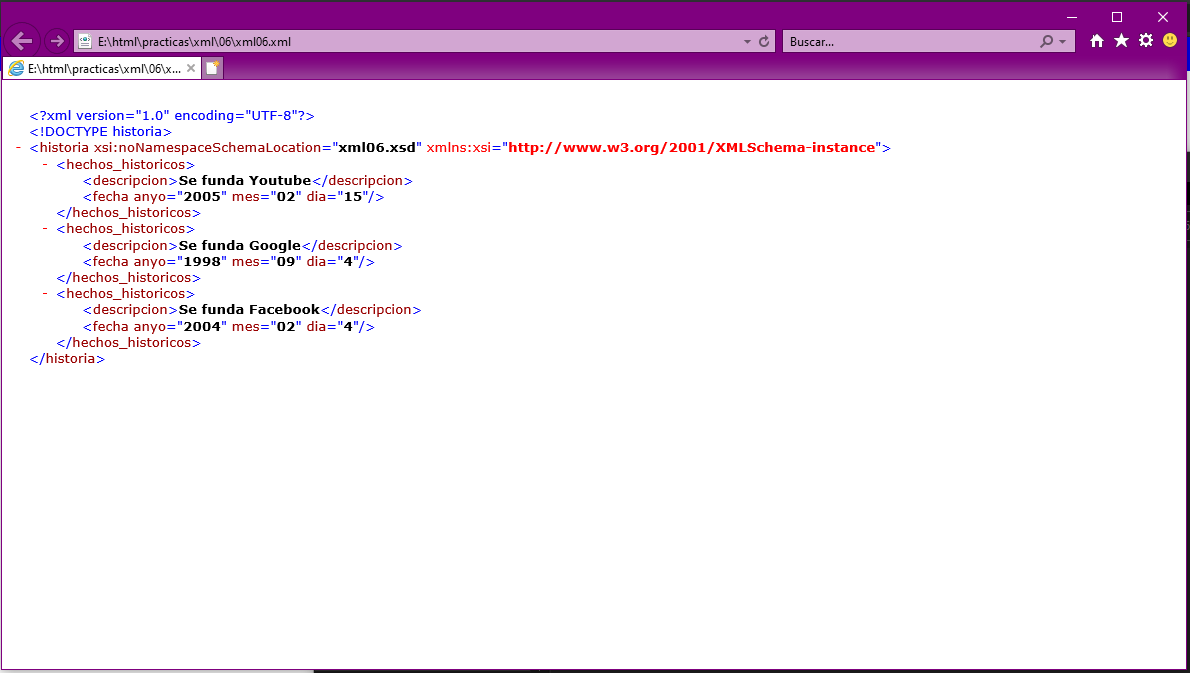 E:\html\practicas\xml\06\xml06.xml
Buscar...
E:\html\practicas\xml\06\x...
<?xml version="1.0" encoding="UTF-8"?>
<!DOCTYPE historia>
- <historia xsi:noNamespaceSchemaLocation="xml06.xsd" xmlns:xsi="http://www.w3.org/2001/XMLSchema-instance">
- <hechos_historicos>
<descripcion>Se funda Youtube</descripcion>
<fecha anyo="2005" mes="02" dia="15"/>
</hechos_historicos>
- <hechos_historicos>
<descripcion>Se funda Google</descripcion>
<fecha anyo="1998" mes="09" dia="4"/>
</hechos_historicos>
- <hechos_historicos>
<descripcion>Se funda Facebook</descripcion>
<fecha anyo="2004" mes="02" dia="4"/>
</hechos_historicos>
</historia>